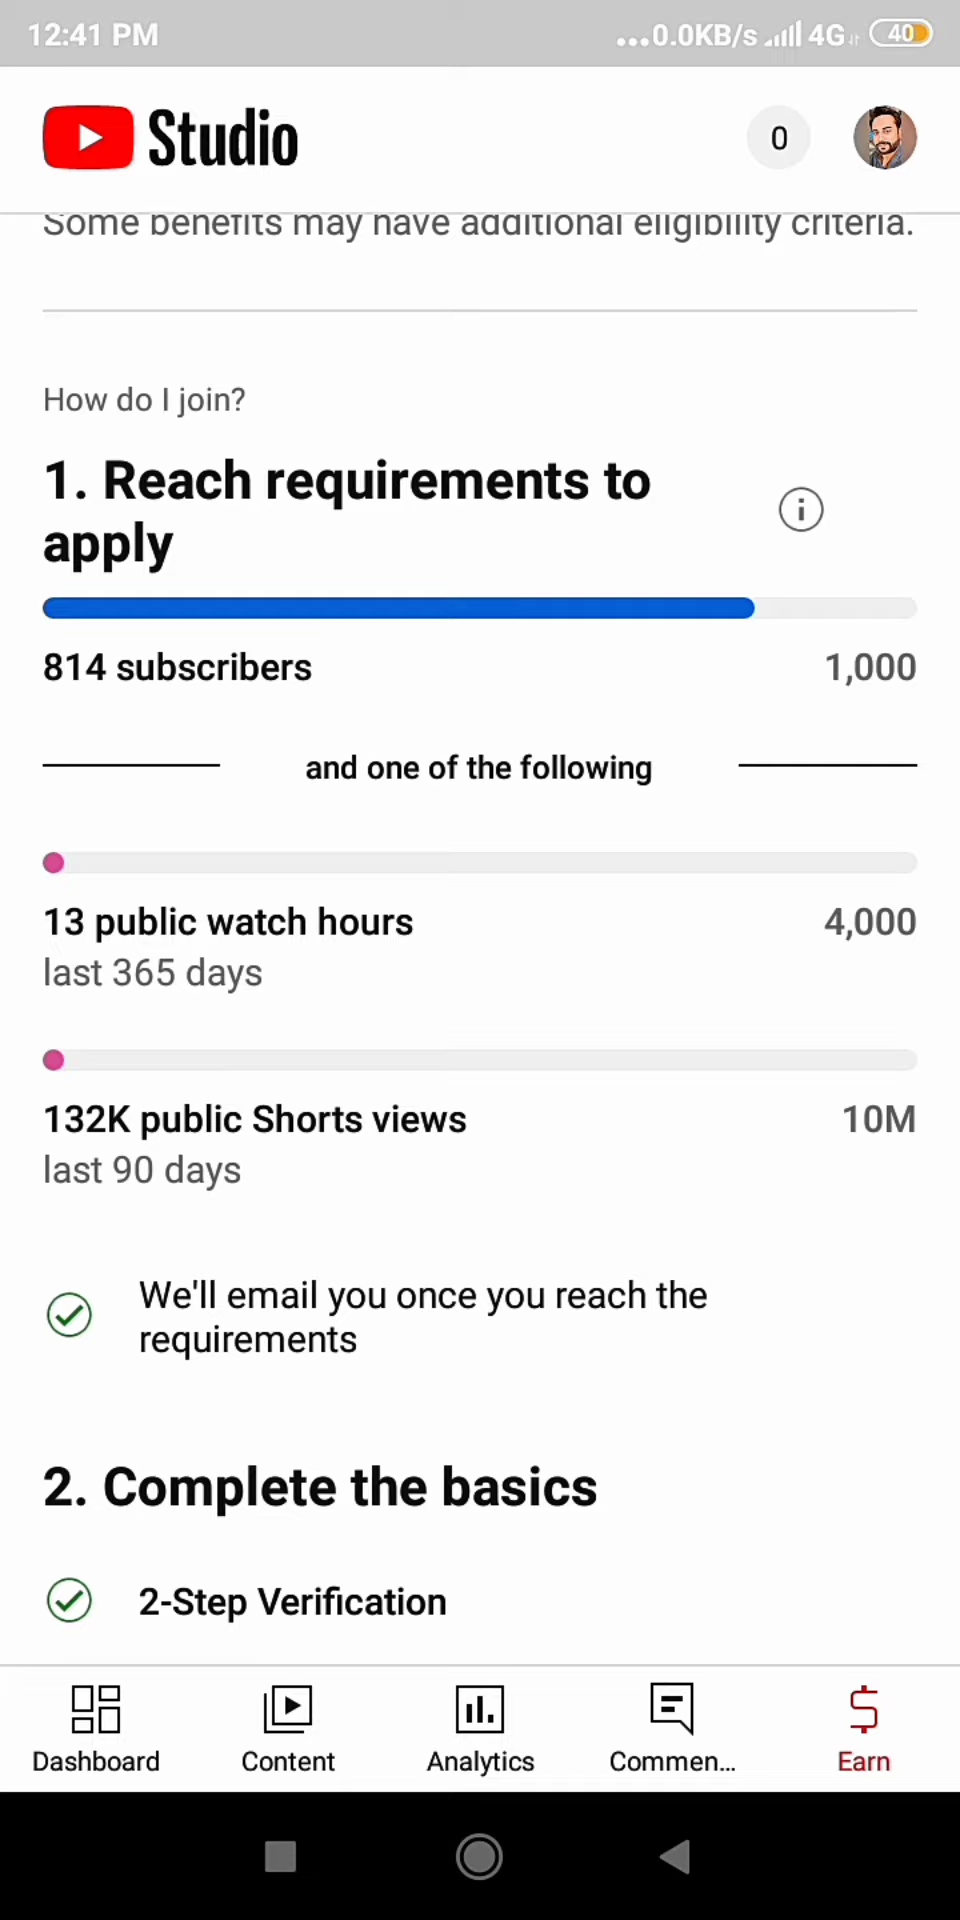 12:41 PM
...0.0KB/s 4G 40
Studio
0
Some benefits may have additional eligibility criteria.
How do I join?
1. Reach requirements to
apply
814 subscribers 1,000
and one of the following
13 public watch hours 4,000
last 365 days
132K public Shorts views 10M
last 90 days
We'll email you once you reach the
requirements
2. Complete the basics
2-Step Verification
Dashboard Content Analytics Commen... Earn